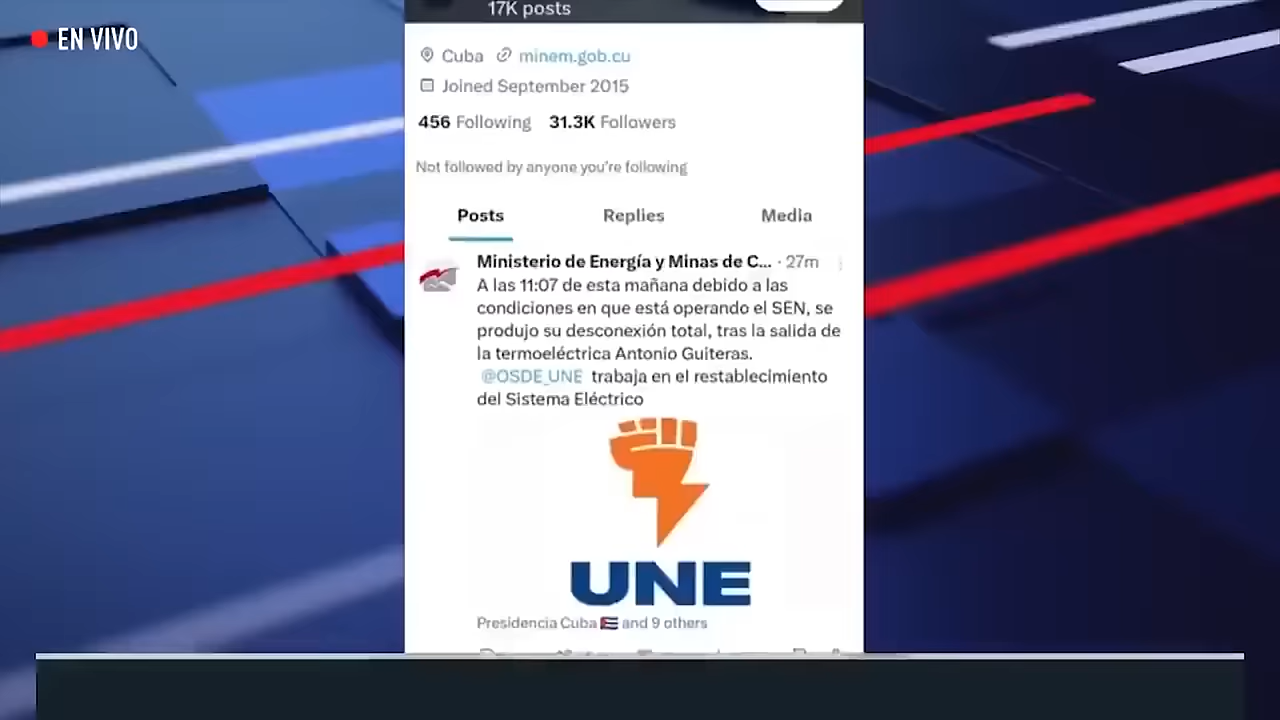 17K posts
EN VIVO
Cuba minem.gob.cu
Joined September 2015
456 Following 31.3K Followers
Not followed by anyone you're following
Posts Replies Media
Ministerio de Energía y Minas de C... · 27m
A las 11:07 de esta mañana debido a las
condiciones en que está operando el SEN, se
produjo su desconexión total, tras la salida de
la termoeléctrica Antonio Guiteras.
@OSDE_UNE trabaja en el restablecimiento
del Sistema Eléctrico
UNE
Presidencia Cuba 🇨🇺 and 9 others